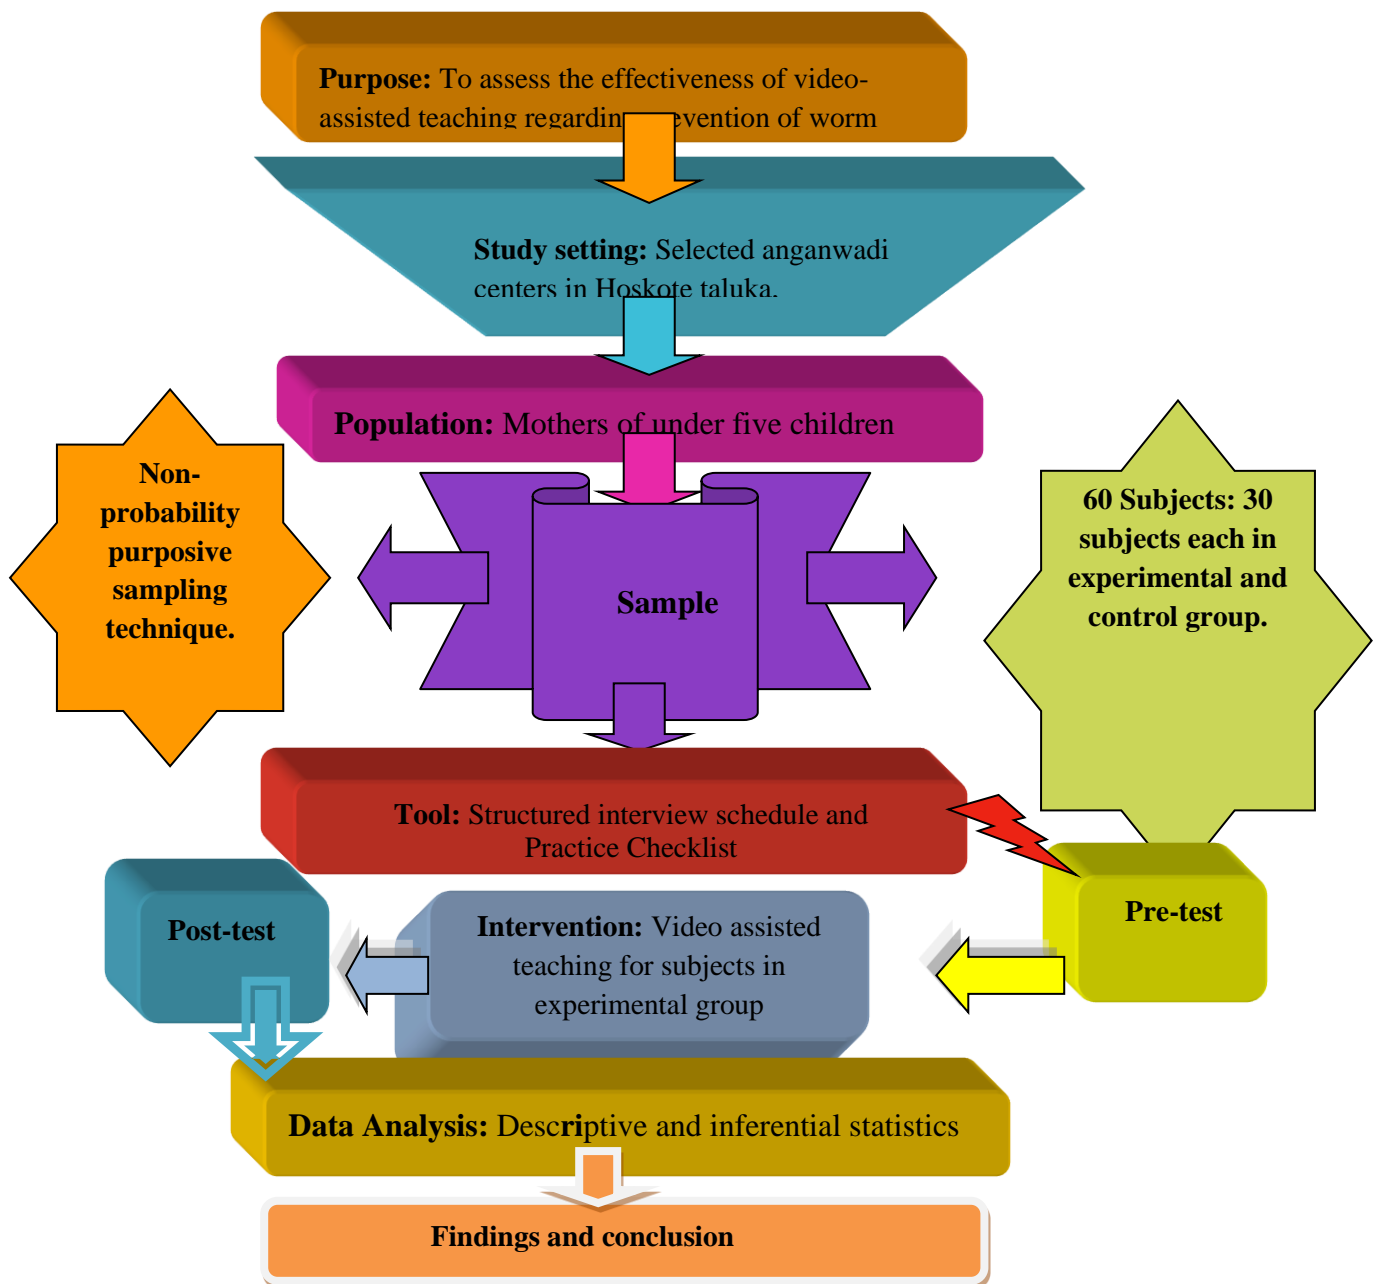 Purpose: To assess the effectiveness of video-
assisted teaching regarding prevention of worm
Study setting: Selected anganwadi
centers in Hoskote taluka.
Population: Mothers of under five children
Non-
probability
purposive
sampling
technique.
Sample
60 Subjects: 30
subjects each in
experimental and
control group.
Tool: Structured interview schedule and
Practice Checklist
Pre-test
Intervention: Video assisted
teaching for subjects in
experimental group
Post-test
Data Analysis: Descriptive and inferential statistics
Findings and conclusion